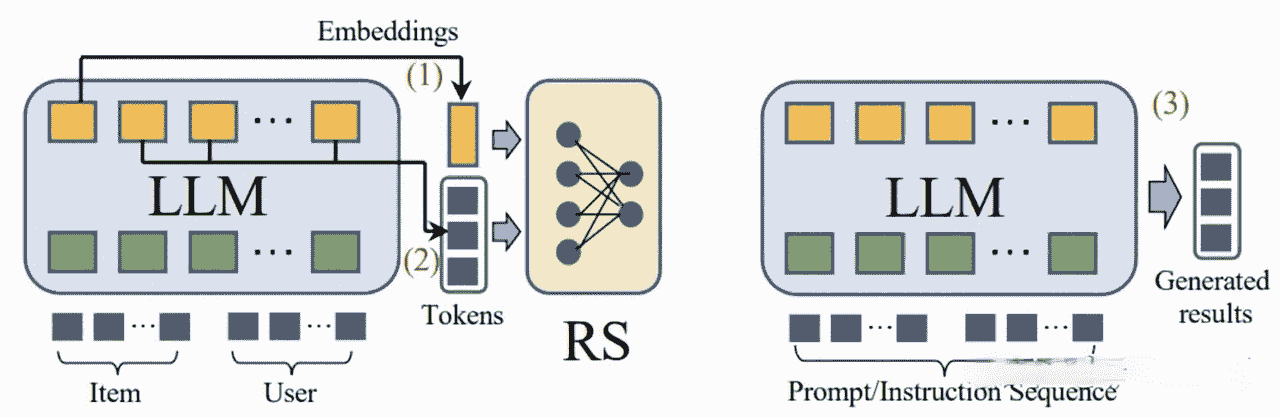 Embeddings
(1)
(3)
LLM
LLM
(2)
Tokens
RS
Generated
results
Item
User
Prompt/Instruction Sequence